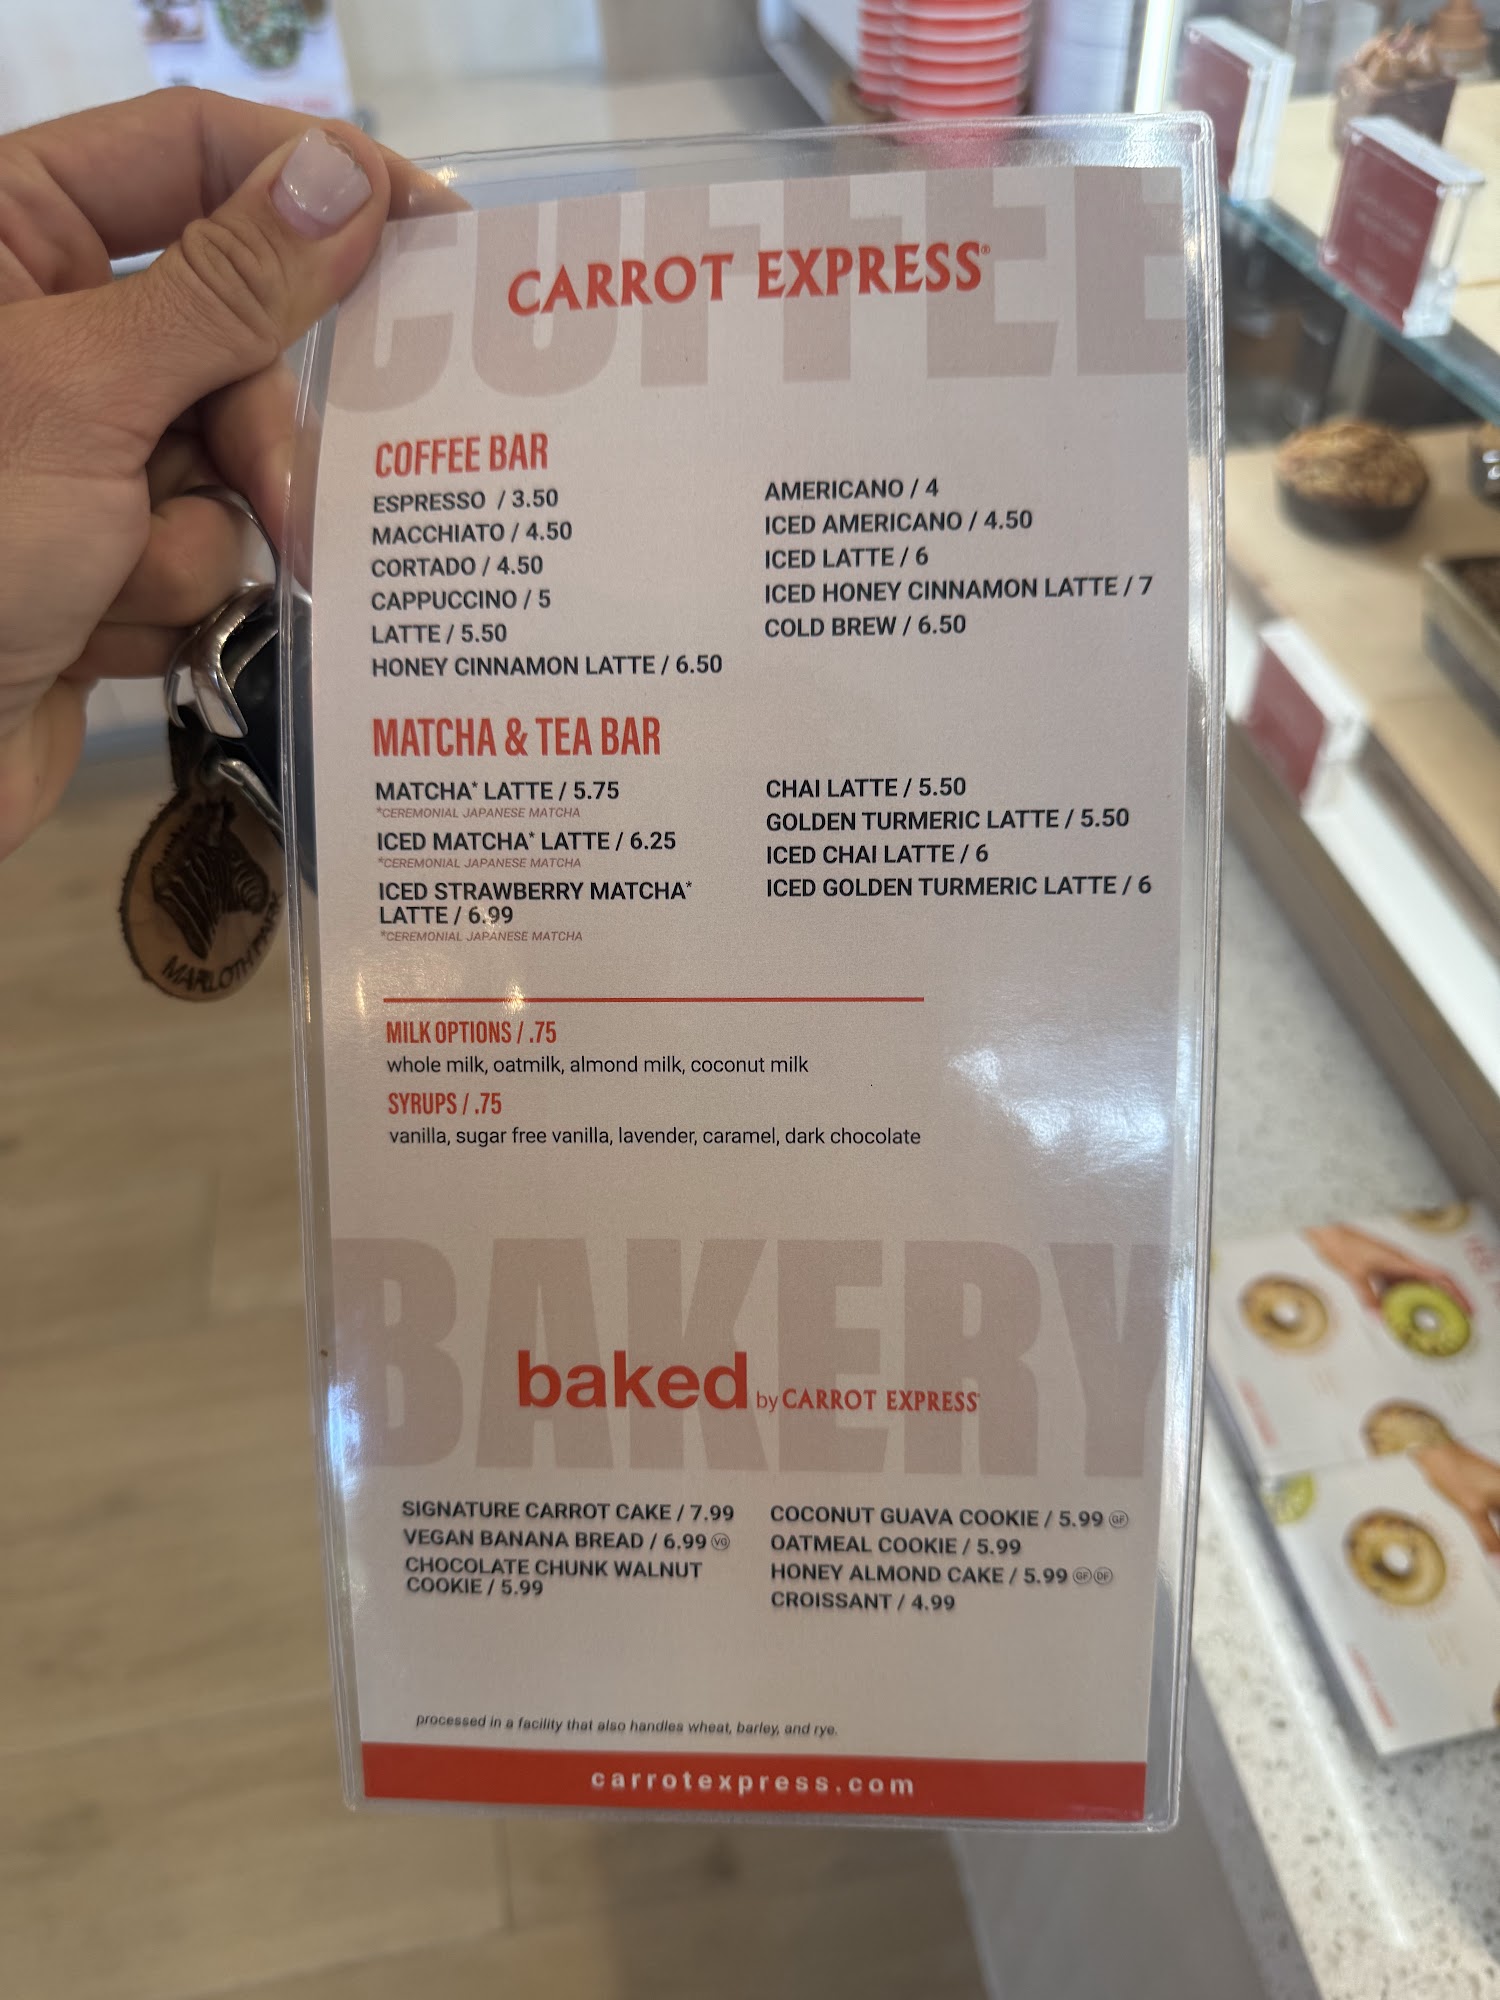 COFFEE
CARROT EXPRESS®
COFFEE BAR
ESPRESSO / 3.50
MACCHIATO / 4.50
CORTADO / 4.50
CAPPUCCINO / 5
LATTE / 5.50
HONEY CINNAMON LATTE / 6.50
AMERICANO / 4
ICED AMERICANO / 4.50
ICED LATTE / 6
ICED HONEY CINNAMON LATTE / 7
COLD BREW / 6.50
MATCHA & TEA BAR
MATCHA* LATTE / 5.75
*CEREMONIAL JAPANESE MATCHA
ICED MATCHA* LATTE / 6.25
*CEREMONIAL JAPANESE MATCHA
ICED STRAWBERRY MATCHA*
LATTE / 6.99
*CEREMONIAL JAPANESE MATCHA
CHAI LATTE / 5.50
GOLDEN TURMERIC LATTE / 5.50
ICED CHAI LATTE / 6
ICED GOLDEN TURMERIC LATTE / 6
MILK OPTIONS / .75
whole milk, oatmilk, almond milk, coconut milk
SYRUPS / .75
vanilla, sugar free vanilla, lavender, caramel, dark chocolate
BAKERY
baked by CARROT EXPRESS
SIGNATURE CARROT CAKE / 7.99
VEGAN BANANA BREAD / 6.99 VG
CHOCOLATE CHUNK WALNUT
COOKIE / 5.99
COCONUT GUAVA COOKIE / 5.99 GF
OATMEAL COOKIE / 5.99
HONEY ALMOND CAKE / 5.99 GF DF
CROISSANT / 4.99
processed in a facility that also handles wheat, barley, and rye.
carrotexpress.com
MARLOTH PARK